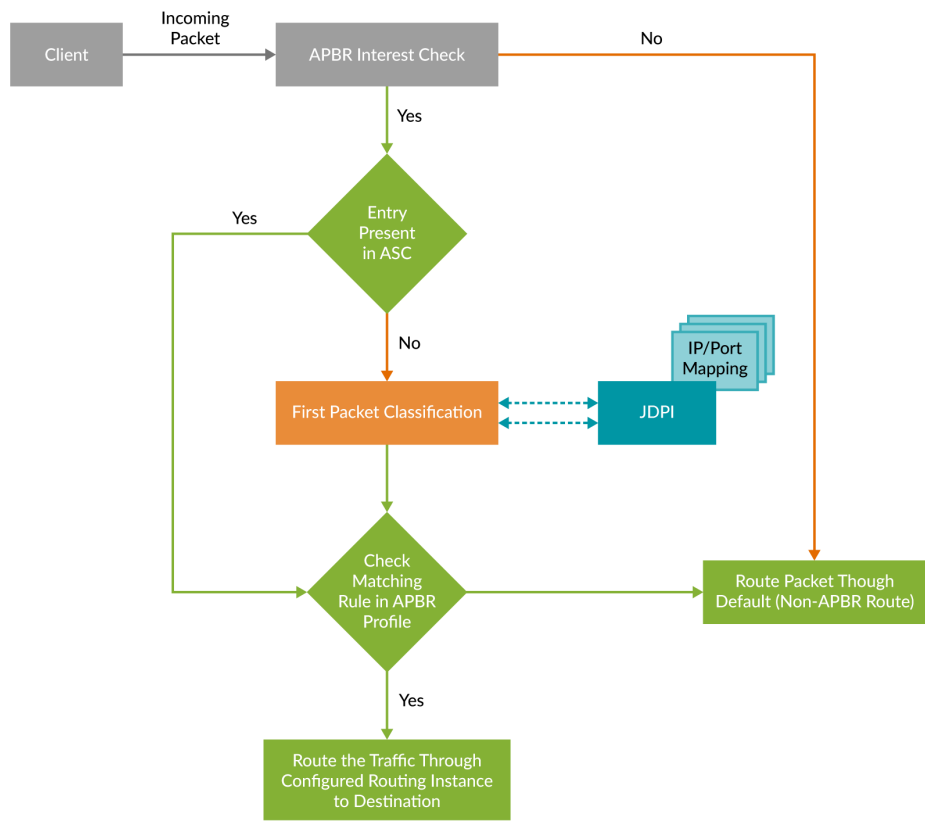 Incoming
Packet
No
Client
APBR Interest Check
Yes
Yes
Entry
Present
in ASC
No
IP/Port
Mapping
First Packet Classification
JDPI
Check
Matching
Rule in APBR
Profile
Route Packet Though
Default (Non-APBR Route)
Yes
Route the Traffic Through
Configured Routing Instance
to Destination